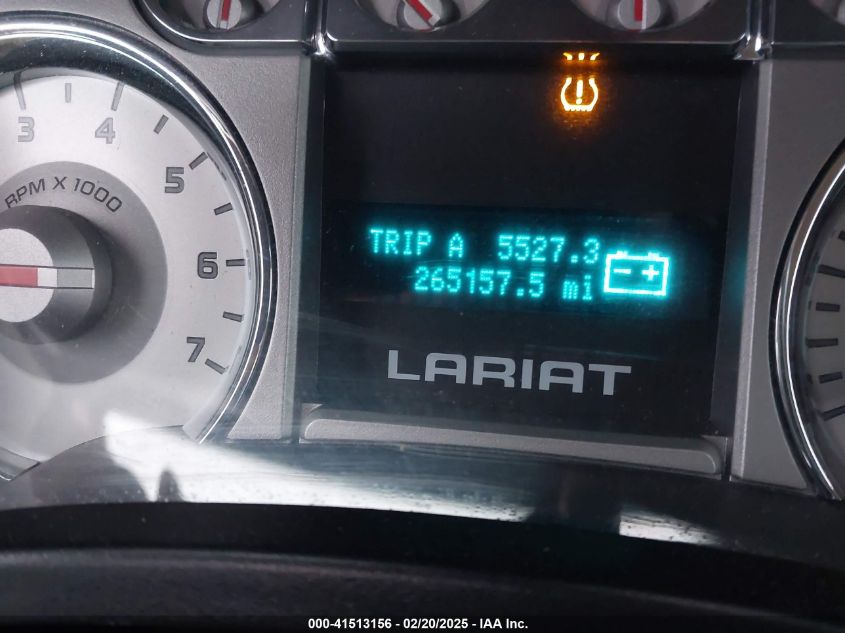 3 4 5 6 7
RPM X 1000
TRIP A 5527.3
265157.5 mi
LARIAT
000-41513156 - 02/20/2025 - IAA Inc.